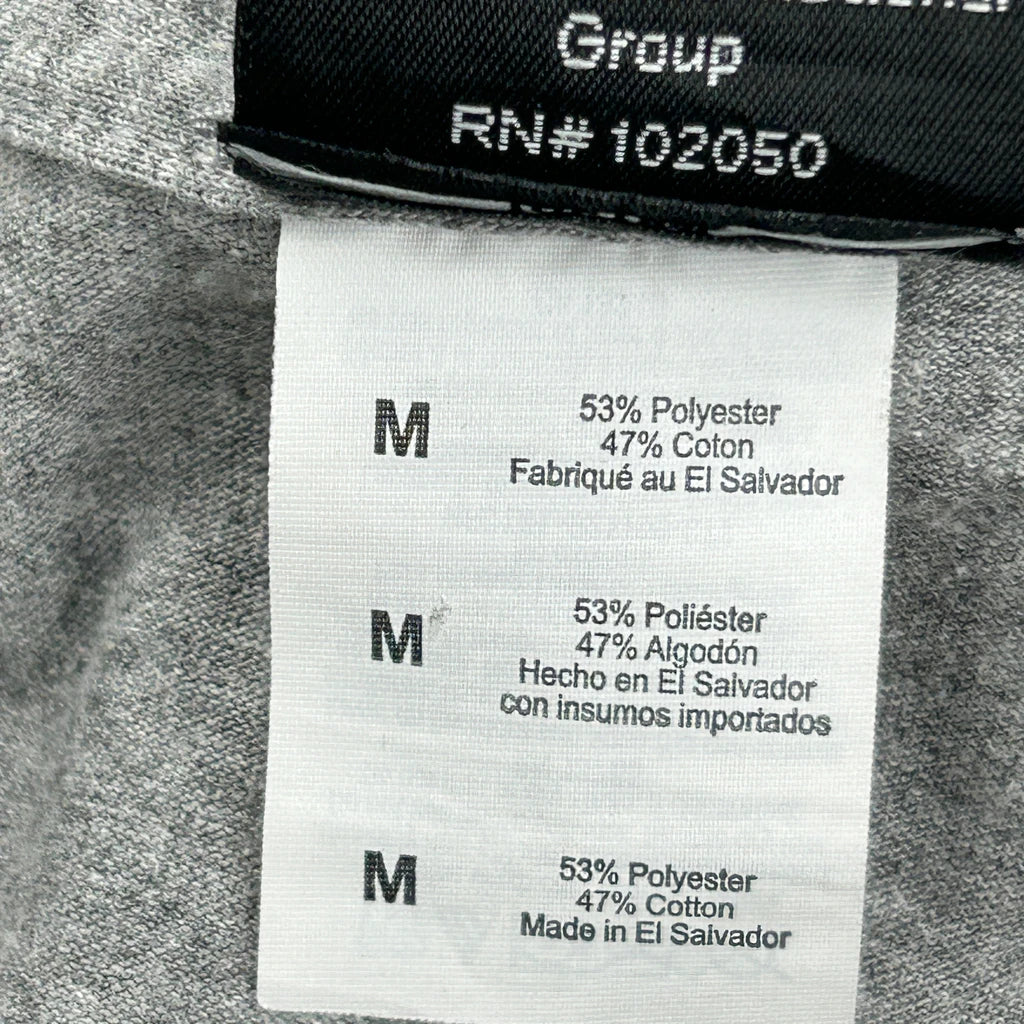 Group
RN# 102050
M
53% Polyester
47% Coton
Fabriqué au El Salvador
M
53% Poliéster
47% Algodón
Hecho en El Salvador
con insumos importados
M
53% Polyester
47% Cotton
Made in El Salvador